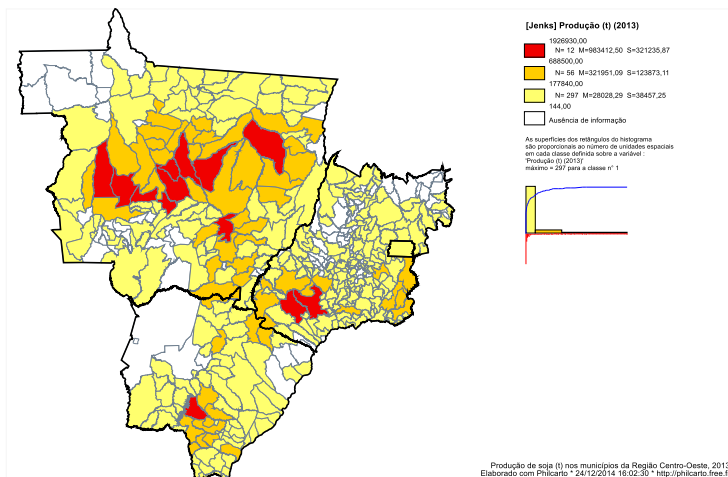 [Jenks] Produção (t) (2013)
1926930,00
N= 12 M=983412,50 S=321235,87
688500,00
N= 56 M=321951,09 S=123873,11
177840,00
N= 297 M=28028,29 S=38457,25
144,00
Ausência de informação
As superfícies dos retângulos do histograma
são proporcionais ao número de unidades espaciais
em cada classe definida sobre a variável :
'Produção (t) (2013)'
máximo = 297 para a classe n° 1
Produção de soja (t) nos municípios da Região Centro-Oeste, 2013
Elaborado com Philcarto * 24/12/2014 16:02:30 * http://philcarto.free.f